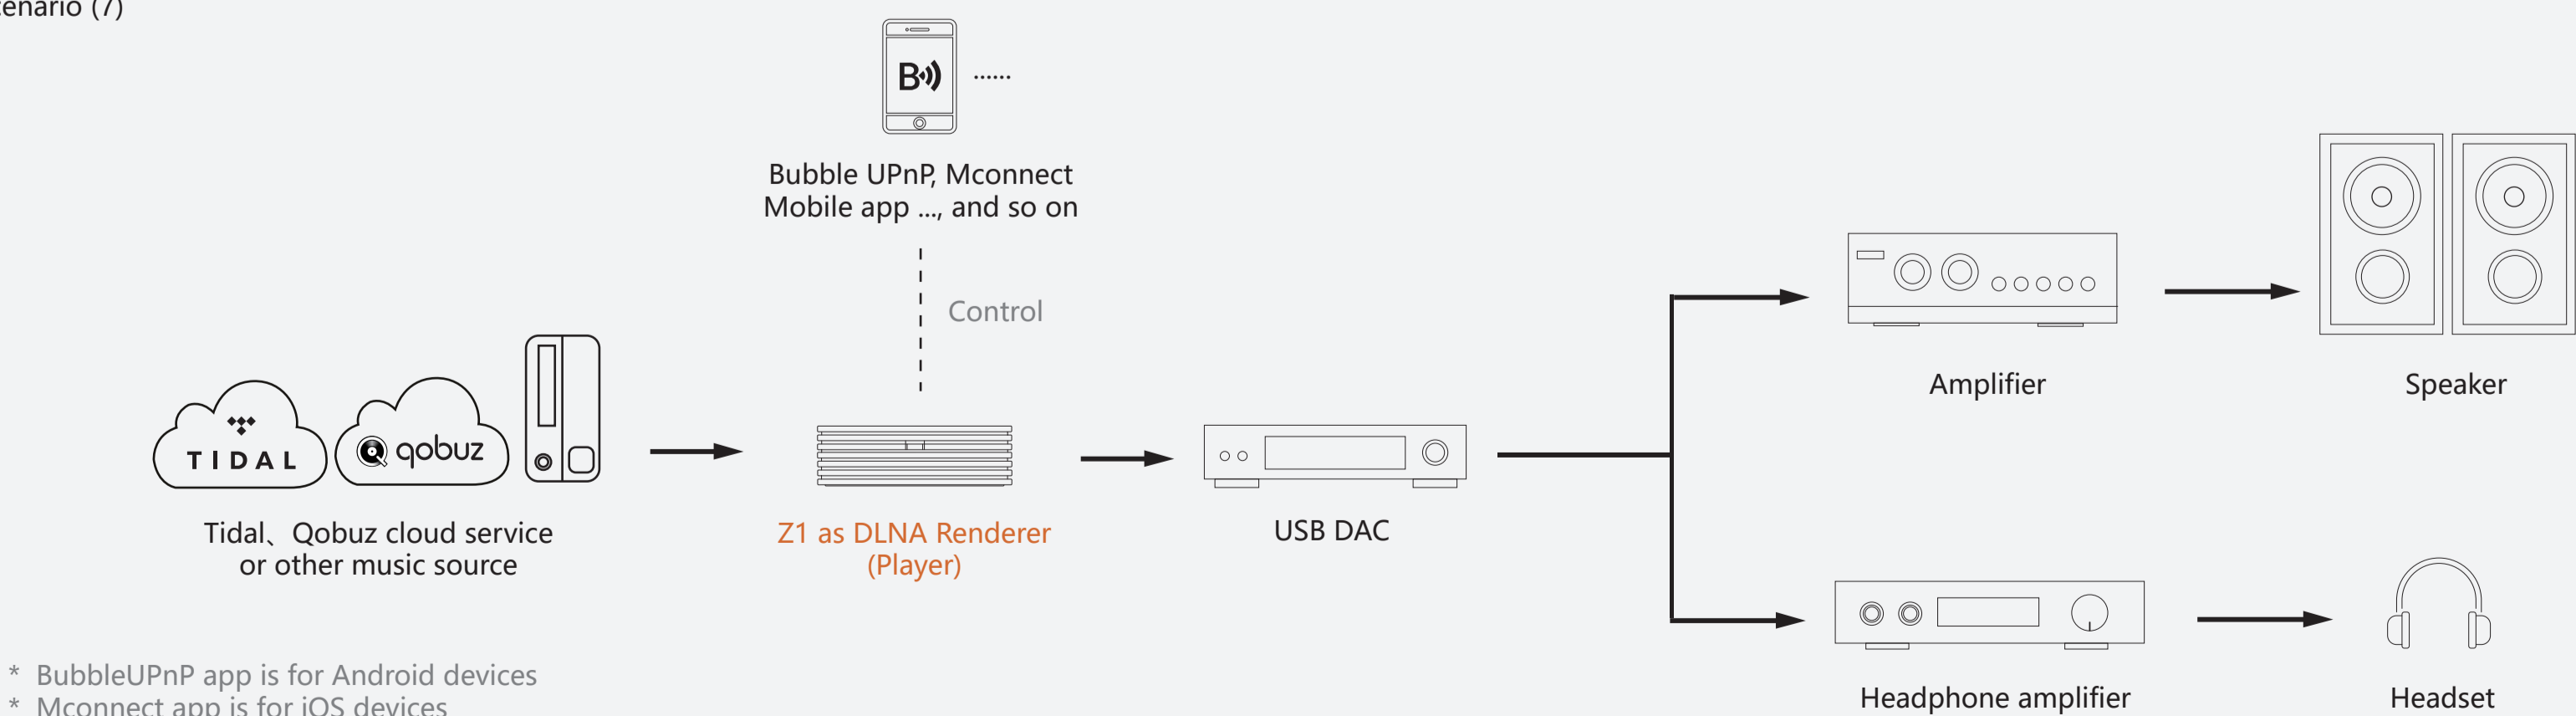 (7)
B
......
Bubble UPnP, Mconnect
Mobile app ..., and so on
Control
TIDAL
qobuz
Tidal、Qobuz cloud service
or other music source
Z1 as DLNA Renderer
(Player)
USB DAC
Amplifier
Speaker
Headphone amplifier
Headset
* BubbleUPnP app is for Android devices
* Mconnect app is for iOS devices